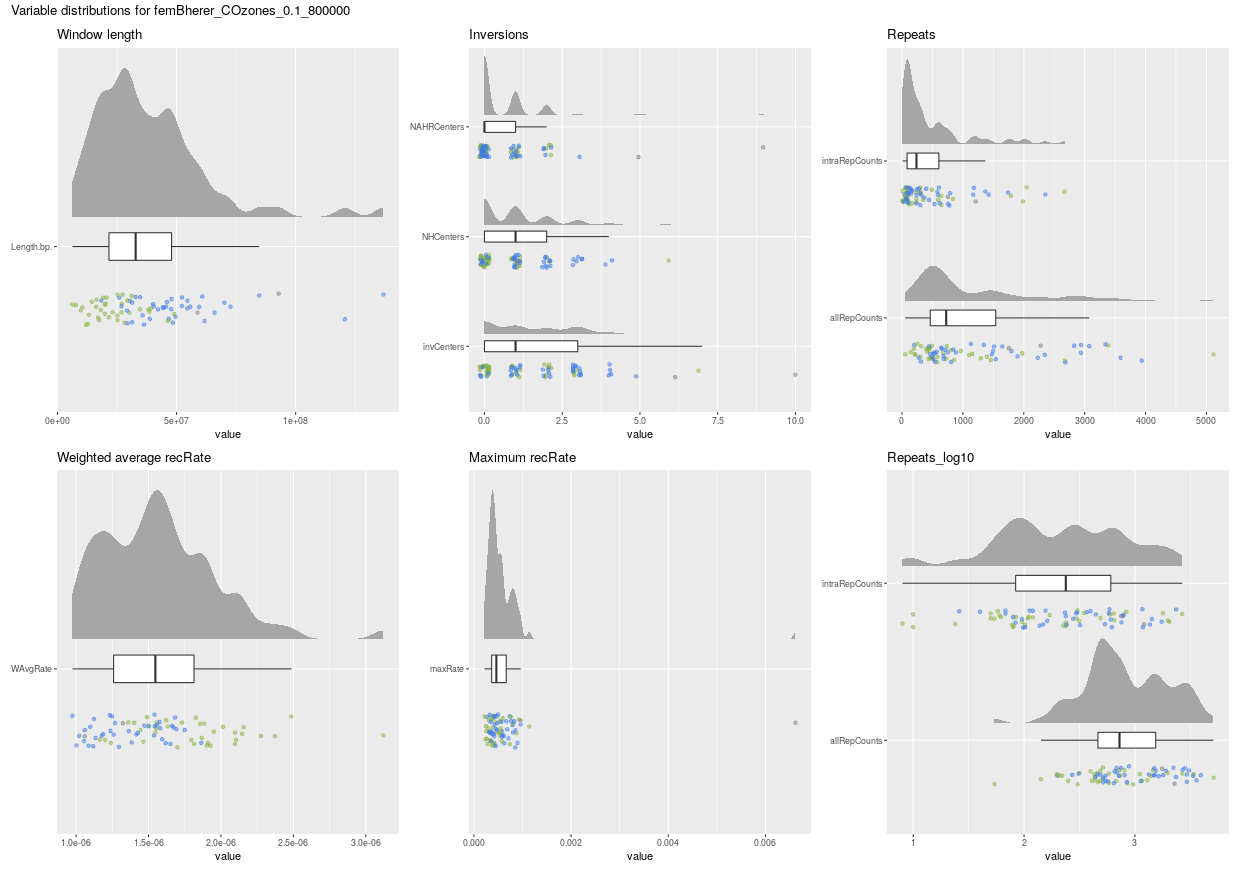 Variable distributions for femBherer_COzones_0.1_800000
Window length
Length.bp.
0e+00 5e+07 1e+08
value
Inversions
NAHRCenters
NHCenters
invCenters
0.0 2.5 5.0 7.5 10.0
value
Repeats
intraRepCounts
allRepCounts
0 1000 2000 3000 4000 5000
value
Weighted average recRate
WAvgRate
1.0e-06 1.5e-06 2.0e-06 2.5e-06 3.0e-06
value
Maximum recRate
maxRate
0.000 0.002 0.004 0.006
value
Repeats_log10
intraRepCounts
allRepCounts
1 2 3
value